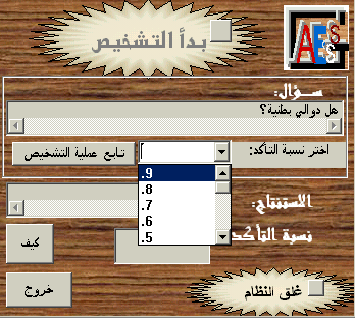 بدأ التشخيص
AESS
سؤال:
هل دوالي بطنية؟
اختر نسبة التأكد:
تابع عملية التشخيص
.9
.8
.7
.6
.5
الاستنتاج:
نسبة التأكد
كيف
خروج
غلق النظام